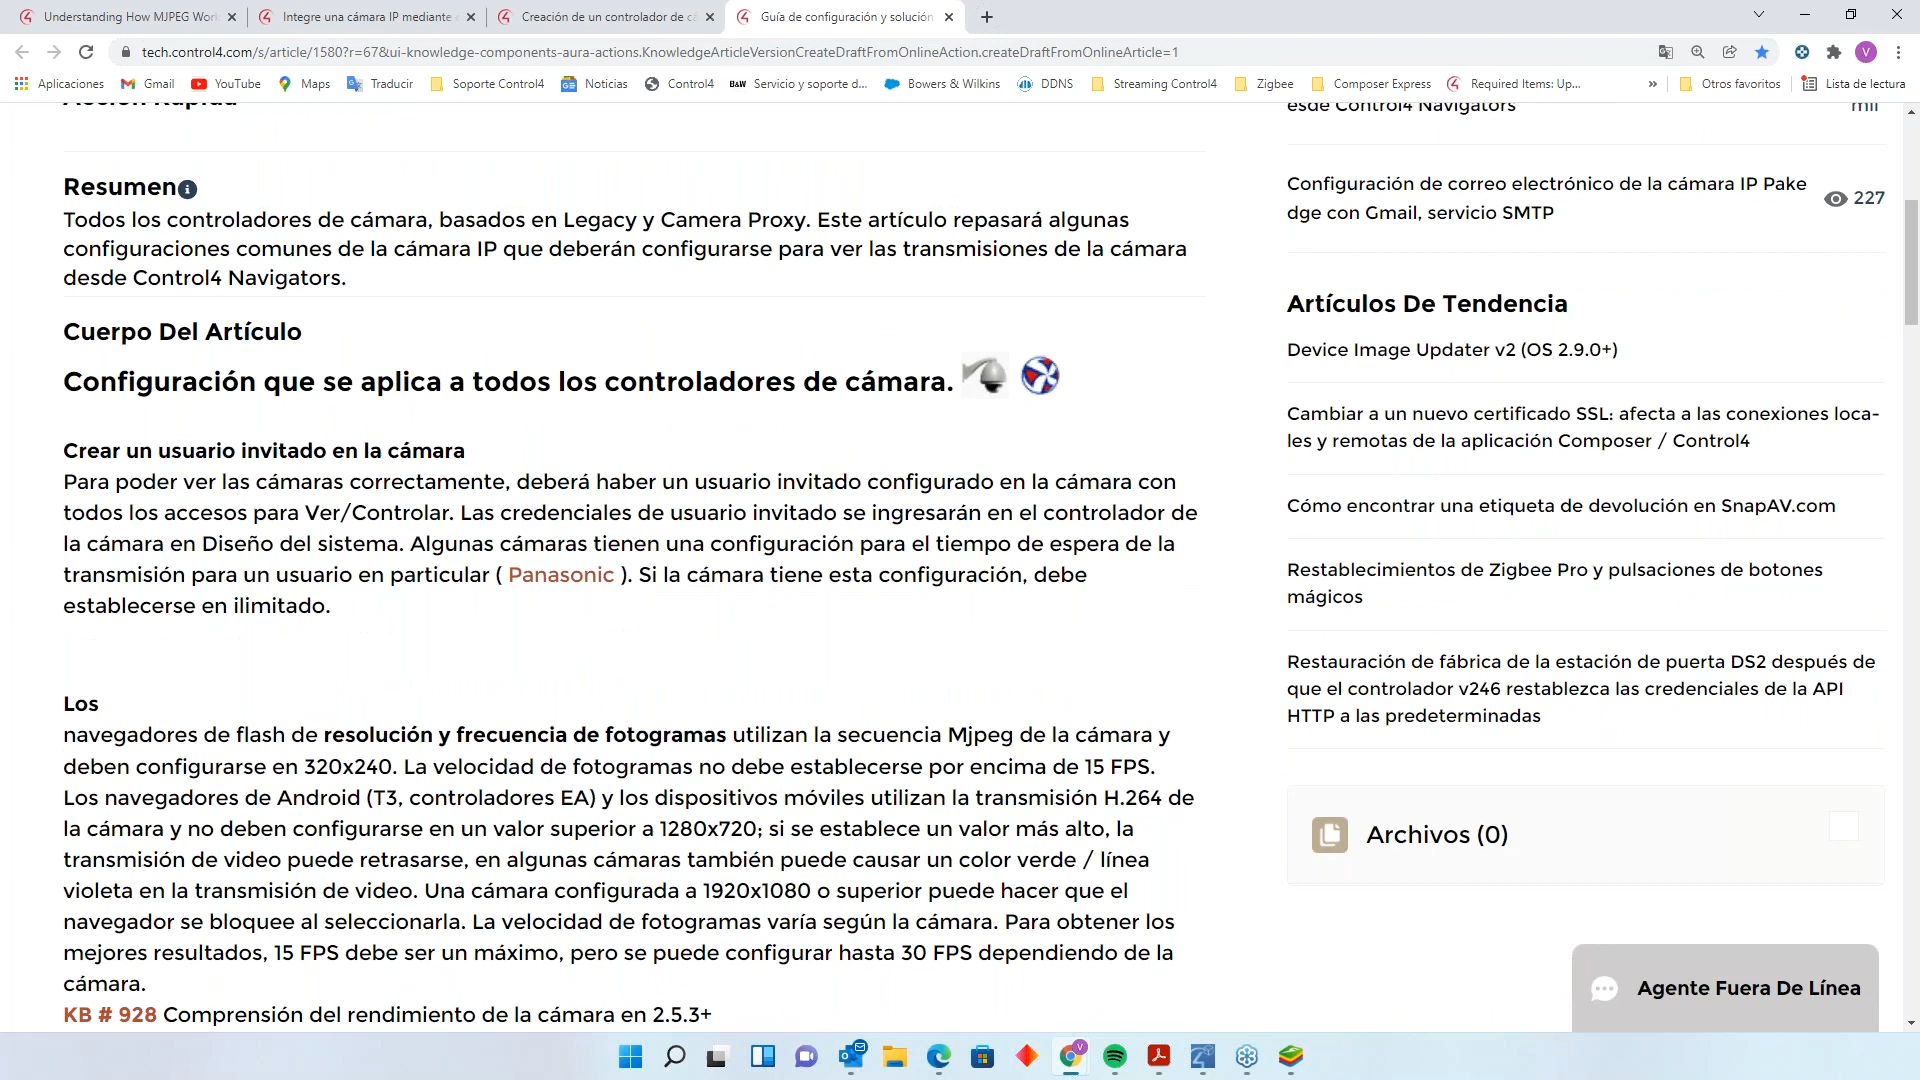 Understanding How MJPEG Wor
Integre una cámara IP mediante
Creación de un controlador de cá
Guía de configuración y solución
tech.control4.com/s/article/1580?r=67&ui-knowledge-components-aura-actions.KnowledgeArticleVersionCreateDraftFromOnlineAction.createDraftFromOnlineArticle=1
V
Aplicaciones
Gmail
YouTube
Maps
Traducir
Soporte Control4
Noticias
Control4
B&W Servicio y soporte d...
Bowers & Wilkins
DDNS
Streaming Control4
Zigbee
Composer Express
Required Items: Up...
»
Otros favoritos
Lista de lectura
Acción Rápida
Resumen
Todos los controladores de cámara, basados en Legacy y Camera Proxy. Este artículo repasará algunas
configuraciones comunes de la cámara IP que deberán configurarse para ver las transmisiones de la cámara
desde Control4 Navigators.
Cuerpo Del Artículo
Configuración que se aplica a todos los controladores de cámara.
Crear un usuario invitado en la cámara
Para poder ver las cámaras correctamente, deberá haber un usuario invitado configurado en la cámara con
todos los accesos para Ver/Controlar. Las credenciales de usuario invitado se ingresarán en el controlador de
la cámara en Diseño del sistema. Algunas cámaras tienen una configuración para el tiempo de espera de la
transmisión para un usuario en particular ( Panasonic ). Si la cámara tiene esta configuración, debe
establecerse en ilimitado.
Los
navegadores de flash de resolución y frecuencia de fotogramas utilizan la secuencia Mjpeg de la cámara y
deben configurarse en 320x240. La velocidad de fotogramas no debe establecerse por encima de 15 FPS.
Los navegadores de Android (T3, controladores EA) y los dispositivos móviles utilizan la transmisión H.264 de
la cámara y no deben configurarse en un valor superior a 1280x720; si se establece un valor más alto, la
transmisión de video puede retrasarse, en algunas cámaras también puede causar un color verde / línea
violeta en la transmisión de video. Una cámara configurada a 1920x1080 o superior puede hacer que el
navegador se bloquee al seleccionarla. La velocidad de fotogramas varía según la cámara. Para obtener los
mejores resultados, 15 FPS debe ser un máximo, pero se puede configurar hasta 30 FPS dependiendo de la
cámara.
KB # 928 Comprensión del rendimiento de la cámara en 2.5.3+
desde Control4 Navigators
mil
Configuración de correo electrónico de la cámara IP Pake
dge con Gmail, servicio SMTP
227
Artículos De Tendencia
Device Image Updater v2 (OS 2.9.0+)
Cambiar a un nuevo certificado SSL: afecta a las conexiones loca-
les y remotas de la aplicación Composer / Control4
Cómo encontrar una etiqueta de devolución en SnapAV.com
Restablecimientos de Zigbee Pro y pulsaciones de botones
mágicos
Restauración de fábrica de la estación de puerta DS2 después de
que el controlador v246 restablezca las credenciales de la API
HTTP a las predeterminadas
Archivos (0)
Agente Fuera De Línea